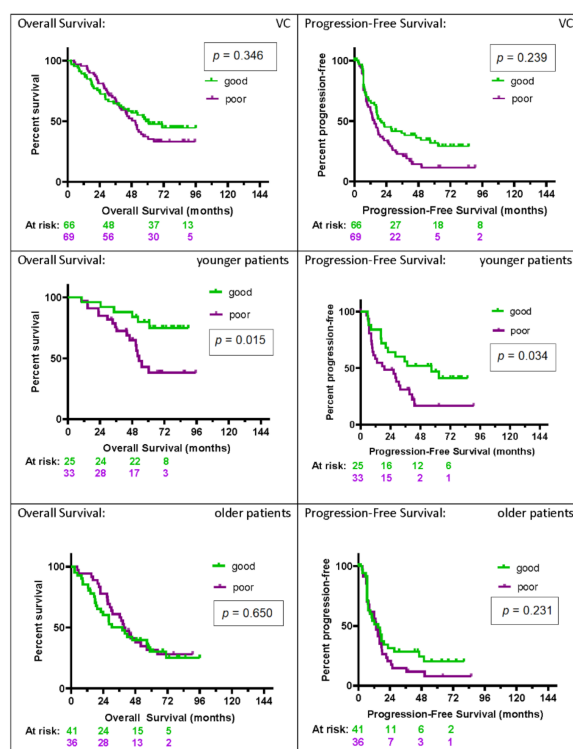 Overall Survival: VC
p = 0.346
good
poor
Percent survival
100
50
0
0 24 48 72 96 120 144
Overall Survival (months)
At risk: 66 48 37 13
69 56 30 5
Progression-Free Survival: VC
p = 0.239
good
poor
Percent progression-free
100
50
0
0 24 48 72 96 120 144
Progression-Free Survival (months)
66 27 18 8
69 22 5 2
Overall Survival: younger patients
good
poor
p = 0.015
Percent survival
100
50
0
0 24 48 72 96 120 144
Overall Survival (months)
At risk: 25 24 22 8
33 28 17 3
Progression-Free Survival: younger patients
good
poor
p = 0.034
Percent progression-free
100
50
0
0 24 48 72 96 120 144
Progression-Free Survival (months)
At risk: 25 16 12 6
33 15 2 1
Overall Survival: older patients
good
poor
p = 0.650
Percent survival
100
50
0
0 24 48 72 96 120 144
Overall Survival (months)
At risk: 41 24 15 5
36 28 13 2
Progression-Free Survival: older patients
good
poor
p = 0.231
Percent progression-free
100
50
0
0 24 48 72 96 120 144
Progression-Free Survival (months)
At risk: 41 11 6 2
36 7 3 1